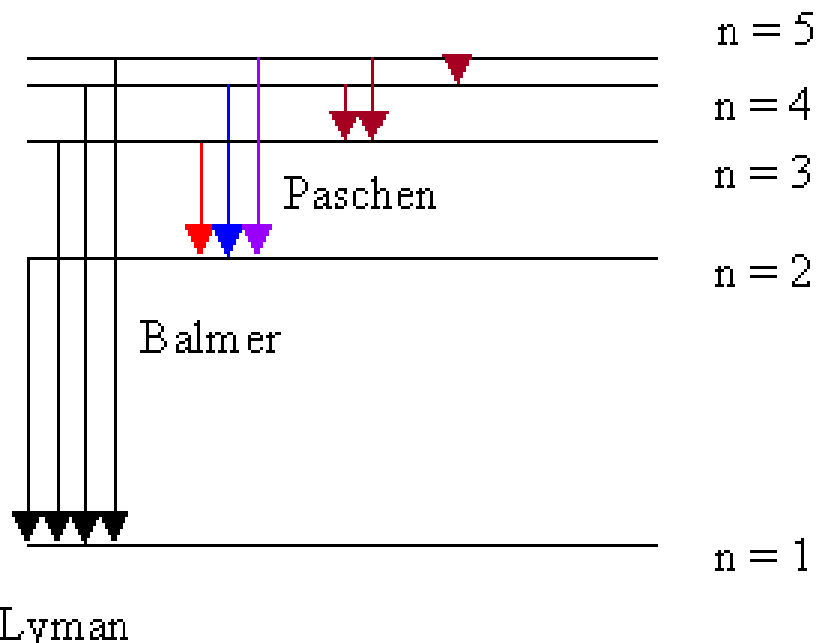 n = 5
n = 4
n = 3
Paschen
n = 2
Balmer
n = 1
Lyman